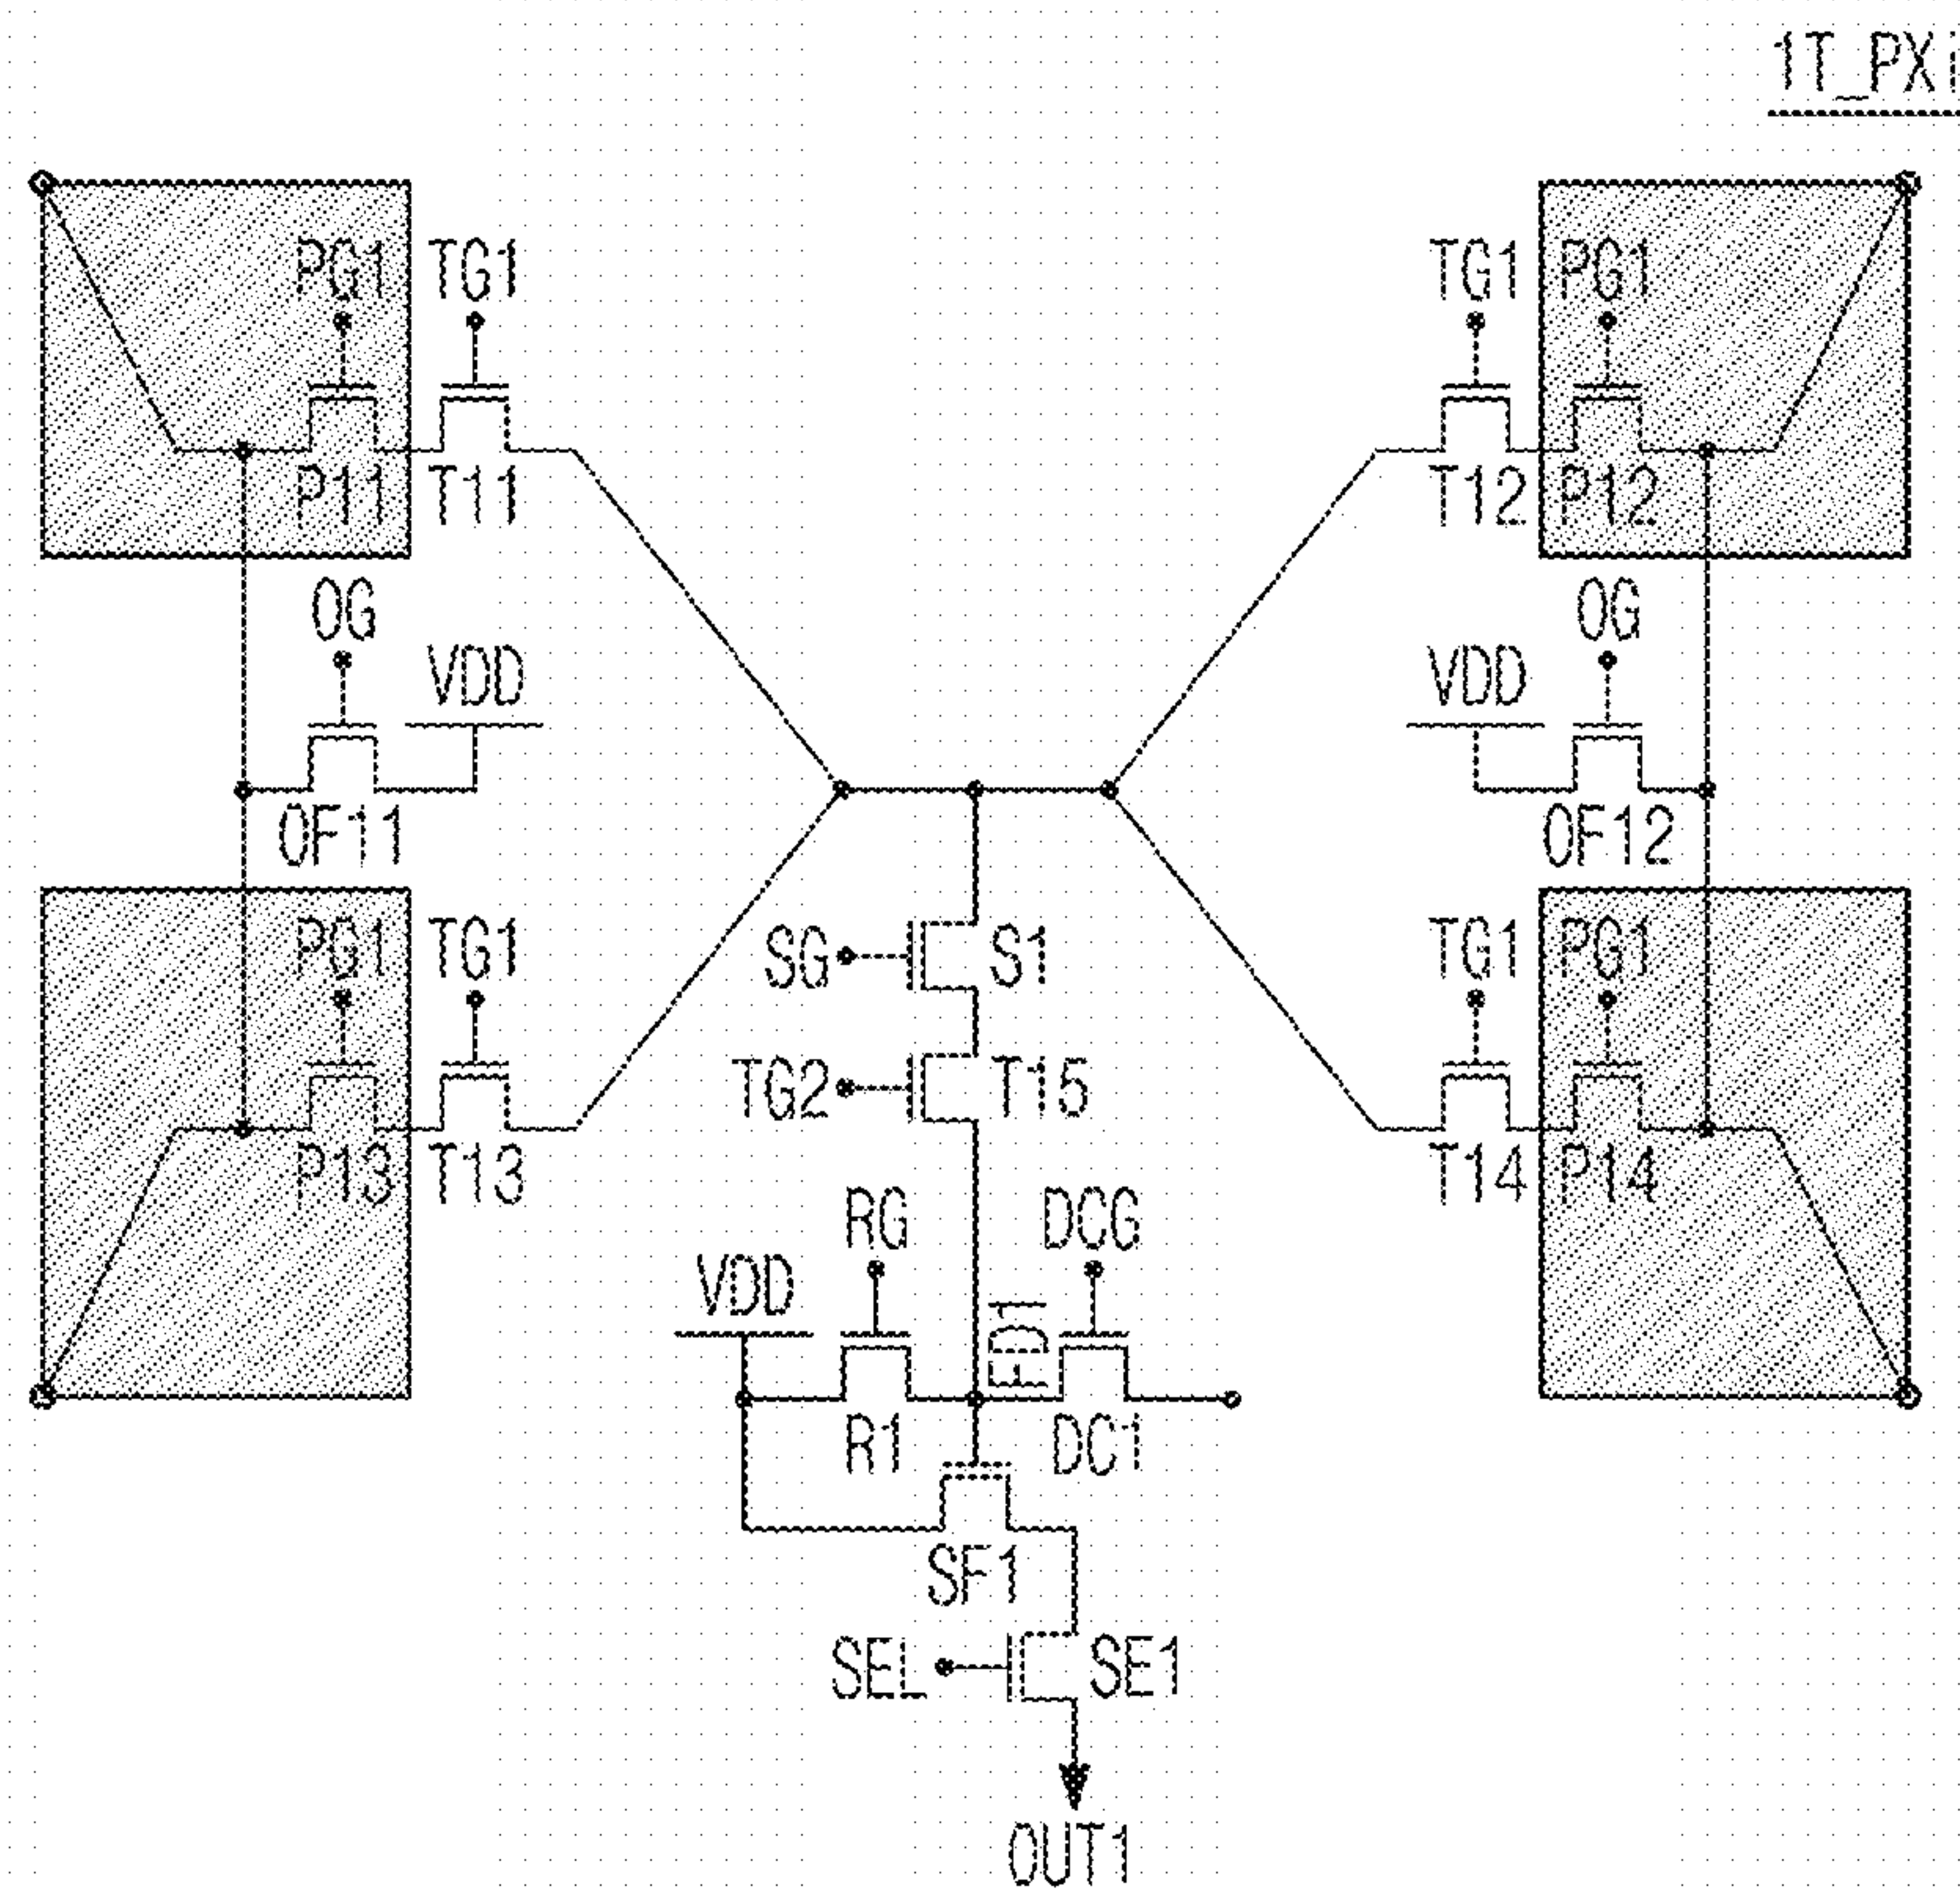 1T_PXi
PG1 TG1
TG1 PG1
P11 T11
T12 P12
OG
OG
VDD
VDD
OF11
OF12
PG1 TG1
SG S1
TG1 PG1
TG2 T15
P13 T13
T14 P14
RG DCG
VDD
FD1
R1 DC1
SF1
SEL SE1
OUT1